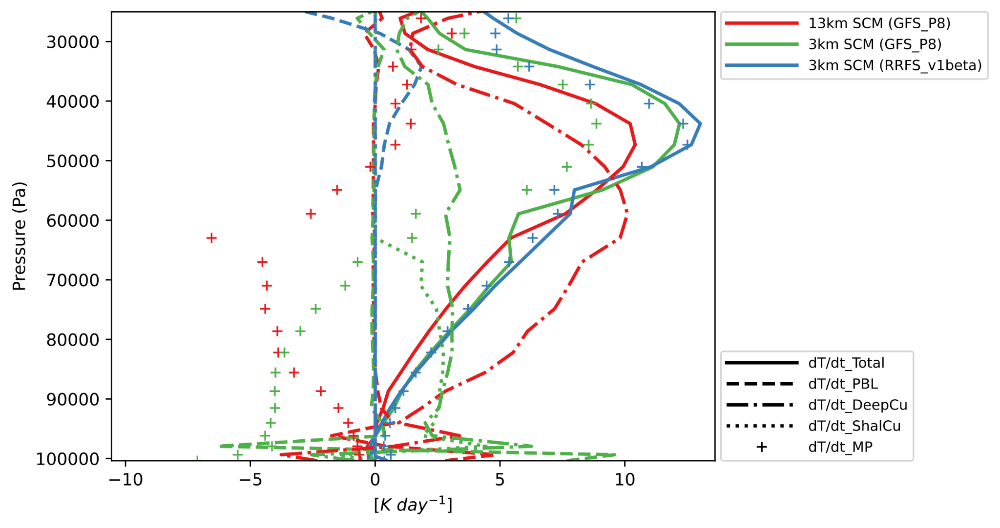 13km SCM (GFS_P8)
3km SCM (GFS_P8)
3km SCM (RRFS_v1beta)
30000
40000
50000
60000
70000
80000
90000
100000
Pressure (Pa)
dT/dt_Total
dT/dt_PBL
dT/dt_DeepCu
dT/dt_ShalCu
dT/dt_MP
−10 −5 0 5 10
[K day⁻¹]